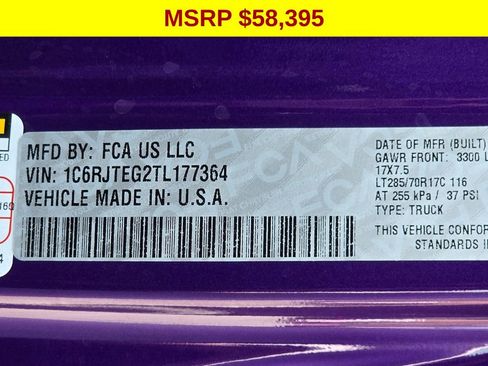 MSRP $58,395
MFD BY: FCA US LLC
VIN: 1C6RJTEG2TL177364
VEHICLE MADE IN: U.S.A.
DATE OF MFR (BUILT)
GAWR FRONT: 3300 L
17X7.5
LT285/70R17C 116
AT 255 kPa / 37 PSI
TYPE: TRUCK
THIS VEHICLE CONFOR
STANDARDS I